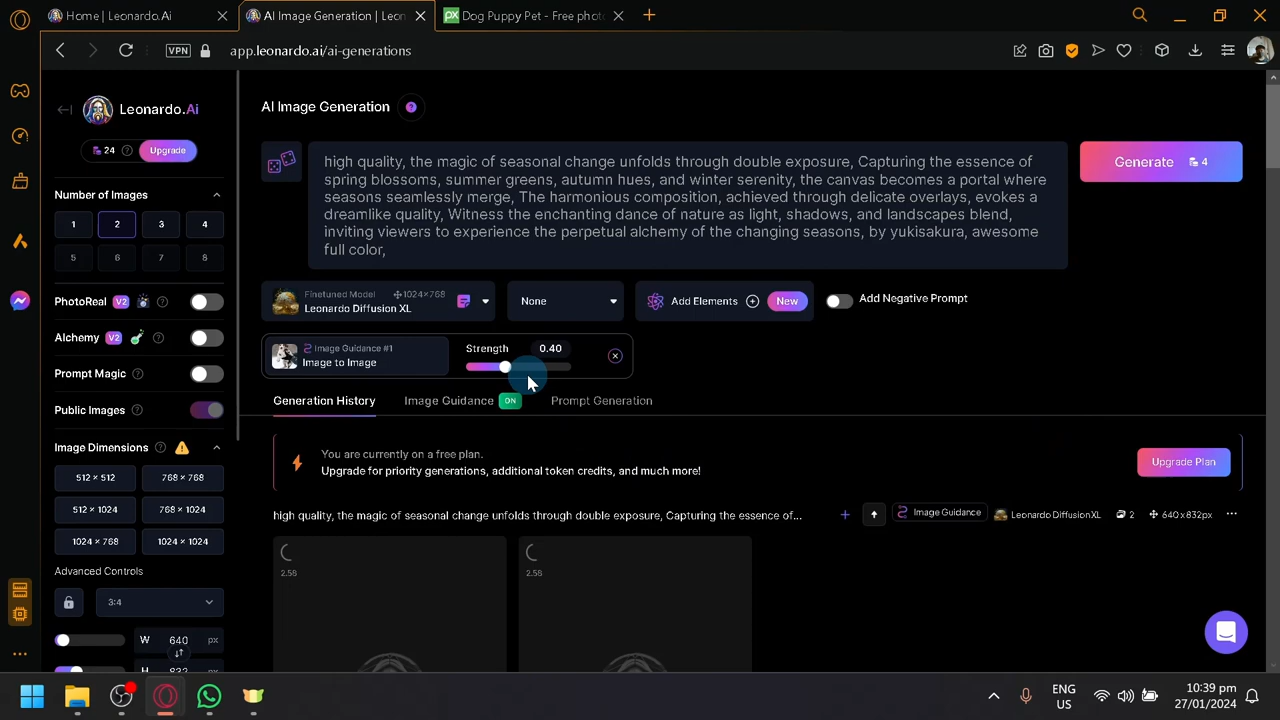 Home | Leonardo.Ai
AI Image Generation | Leon
Dog Puppy Pet - Free phot
VPN
app.leonardo.ai/ai-generations
Leonardo.Ai
24
Upgrade
Number of Images
1
2
3
4
5
6
7
8
PhotoReal V2
Alchemy V2
Prompt Magic
Public Images
Image Dimensions
512 × 512
768 × 768
512 × 1024
768 × 1024
1024 × 768
1024 × 1024
Advanced Controls
3:4
W 640 px
H 832 px
AI Image Generation
high quality, the magic of seasonal change unfolds through double exposure, Capturing the essence of
spring blossoms, summer greens, autumn hues, and winter serenity, the canvas becomes a portal where
seasons seamlessly merge, The harmonious composition, achieved through delicate overlays, evokes a
dreamlike quality, Witness the enchanting dance of nature as light, shadows, and landscapes blend,
inviting viewers to experience the perpetual alchemy of the changing seasons, by yukisakura, awesome
full color,
Generate 4
Finetuned Model 1024×768
Leonardo Diffusion XL
None
Add Elements
New
Add Negative Prompt
Image Guidance #1
Image to Image
Strength 0.40
Generation History
Image Guidance ON
Prompt Generation
You are currently on a free plan.
Upgrade for priority generations, additional token credits, and much more!
Upgrade Plan
high quality, the magic of seasonal change unfolds through double exposure, Capturing the essence of...
Image Guidance
Leonardo Diffusion XL
2
640x832px
2.56
2.56
ENG
US
10:39 pm
27/01/2024